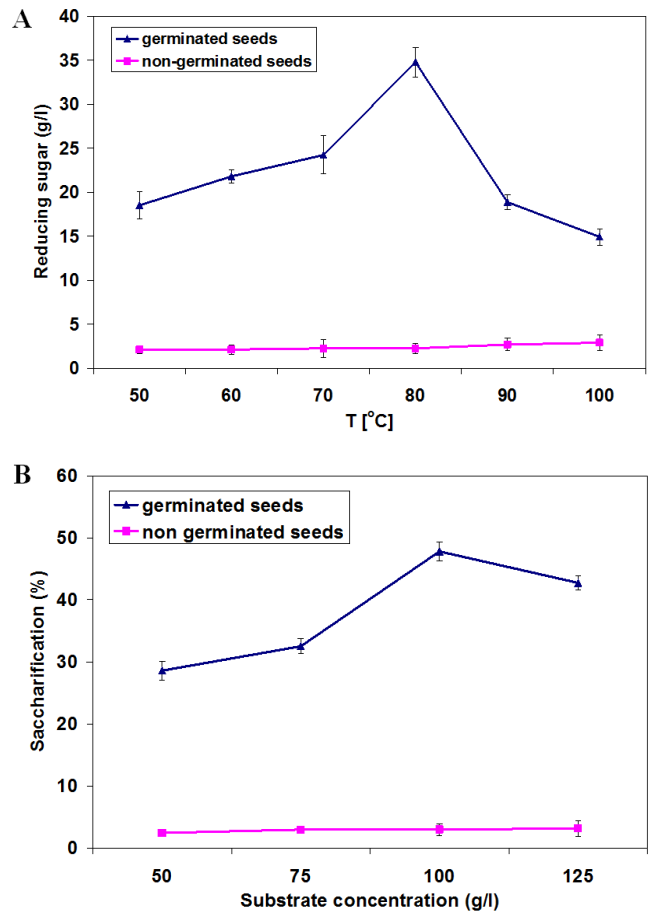 A
40
35
30
25
20
15
10
5
0
Reducing sugar (g/l)
germinated seeds
non-germinated seeds
50 60 70 80 90 100
T [°C]
B
60
50
40
30
20
10
0
Saccharification (%)
germinated seeds
non germinated seeds
50 75 100 125
Substrate concentration (g/l)